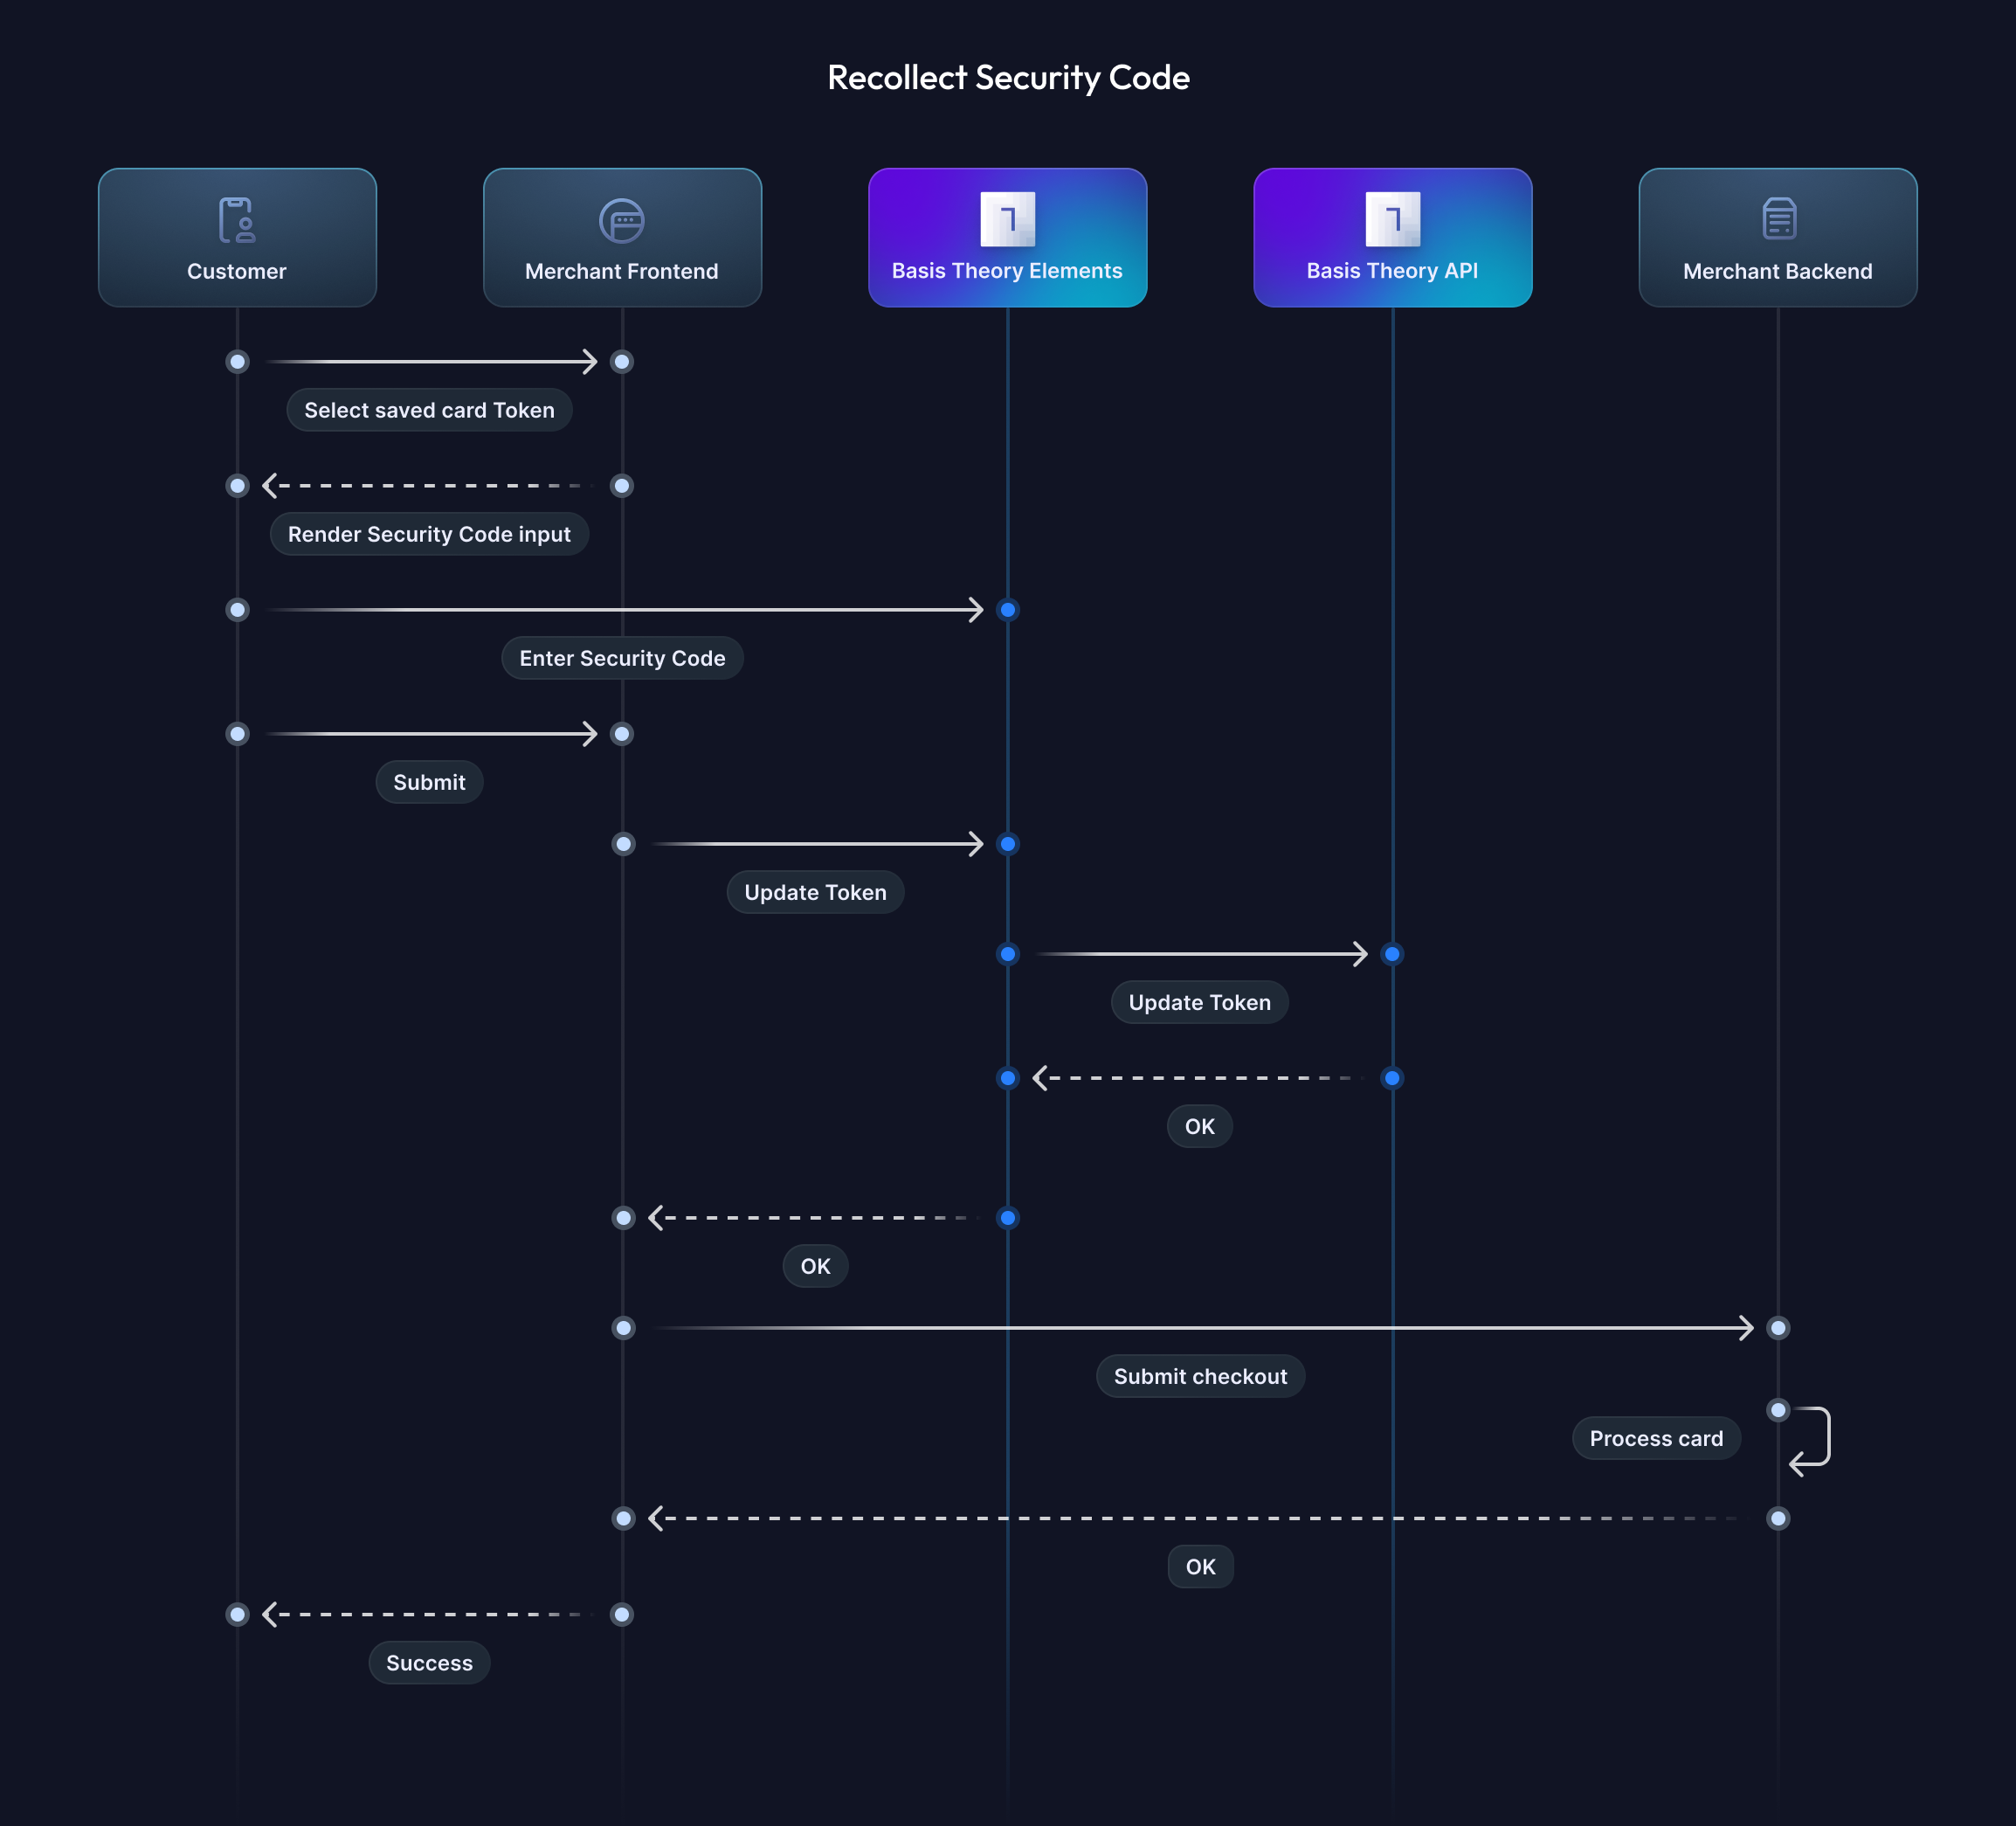 Recollect Security Code
Customer
Merchant Frontend
Basis Theory Elements
Basis Theory API
Merchant Backend
Select saved card Token
Render Security Code input
Enter Security Code
Submit
Update Token
Update Token
OK
OK
Submit checkout
Process card
OK
Success